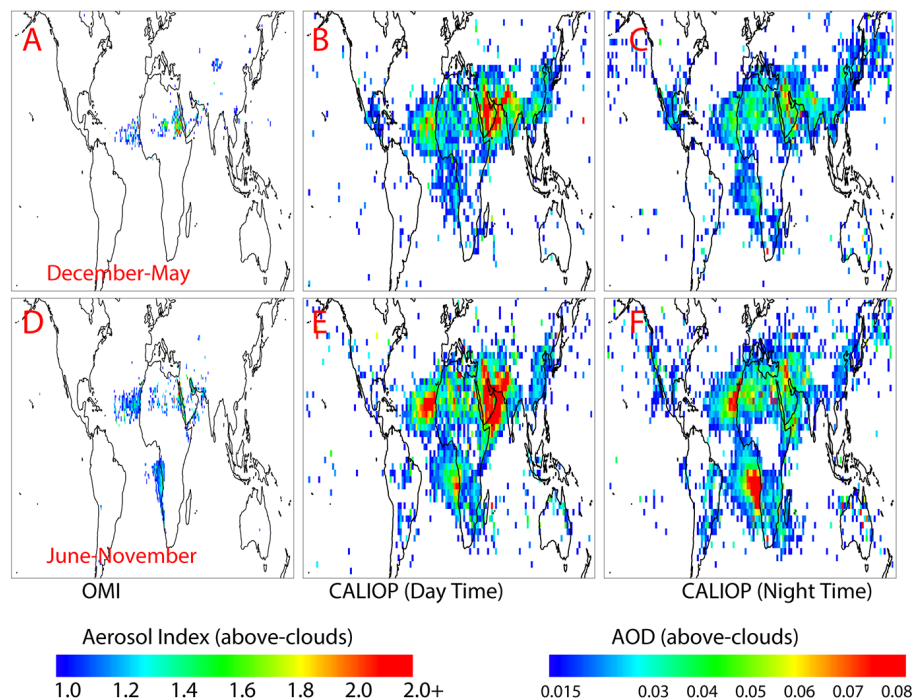 A B C
December-May
D E F
June-November
OMI CALIOP (Day Time) CALIOP (Night Time)
Aerosol Index (above-clouds) AOD (above-clouds)
1.0 1.2 1.4 1.6 1.8 2.0 2.0+ 0.015 0.03 0.04 0.05 0.06 0.07 0.08